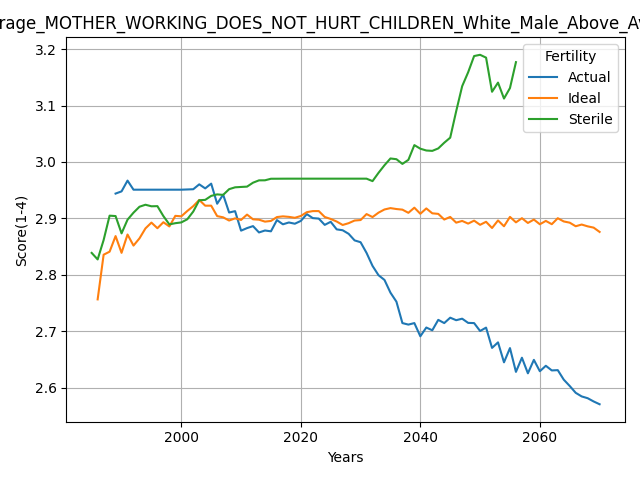 rage_MOTHER_WORKING_DOES_NOT_HURT_CHILDREN_White_Male_Above_Av
3.2
3.1
3.0
2.9
2.8
2.7
2.6
Score(1-4)
Fertility
Actual
Ideal
Sterile
2000 2020 2040 2060
Years